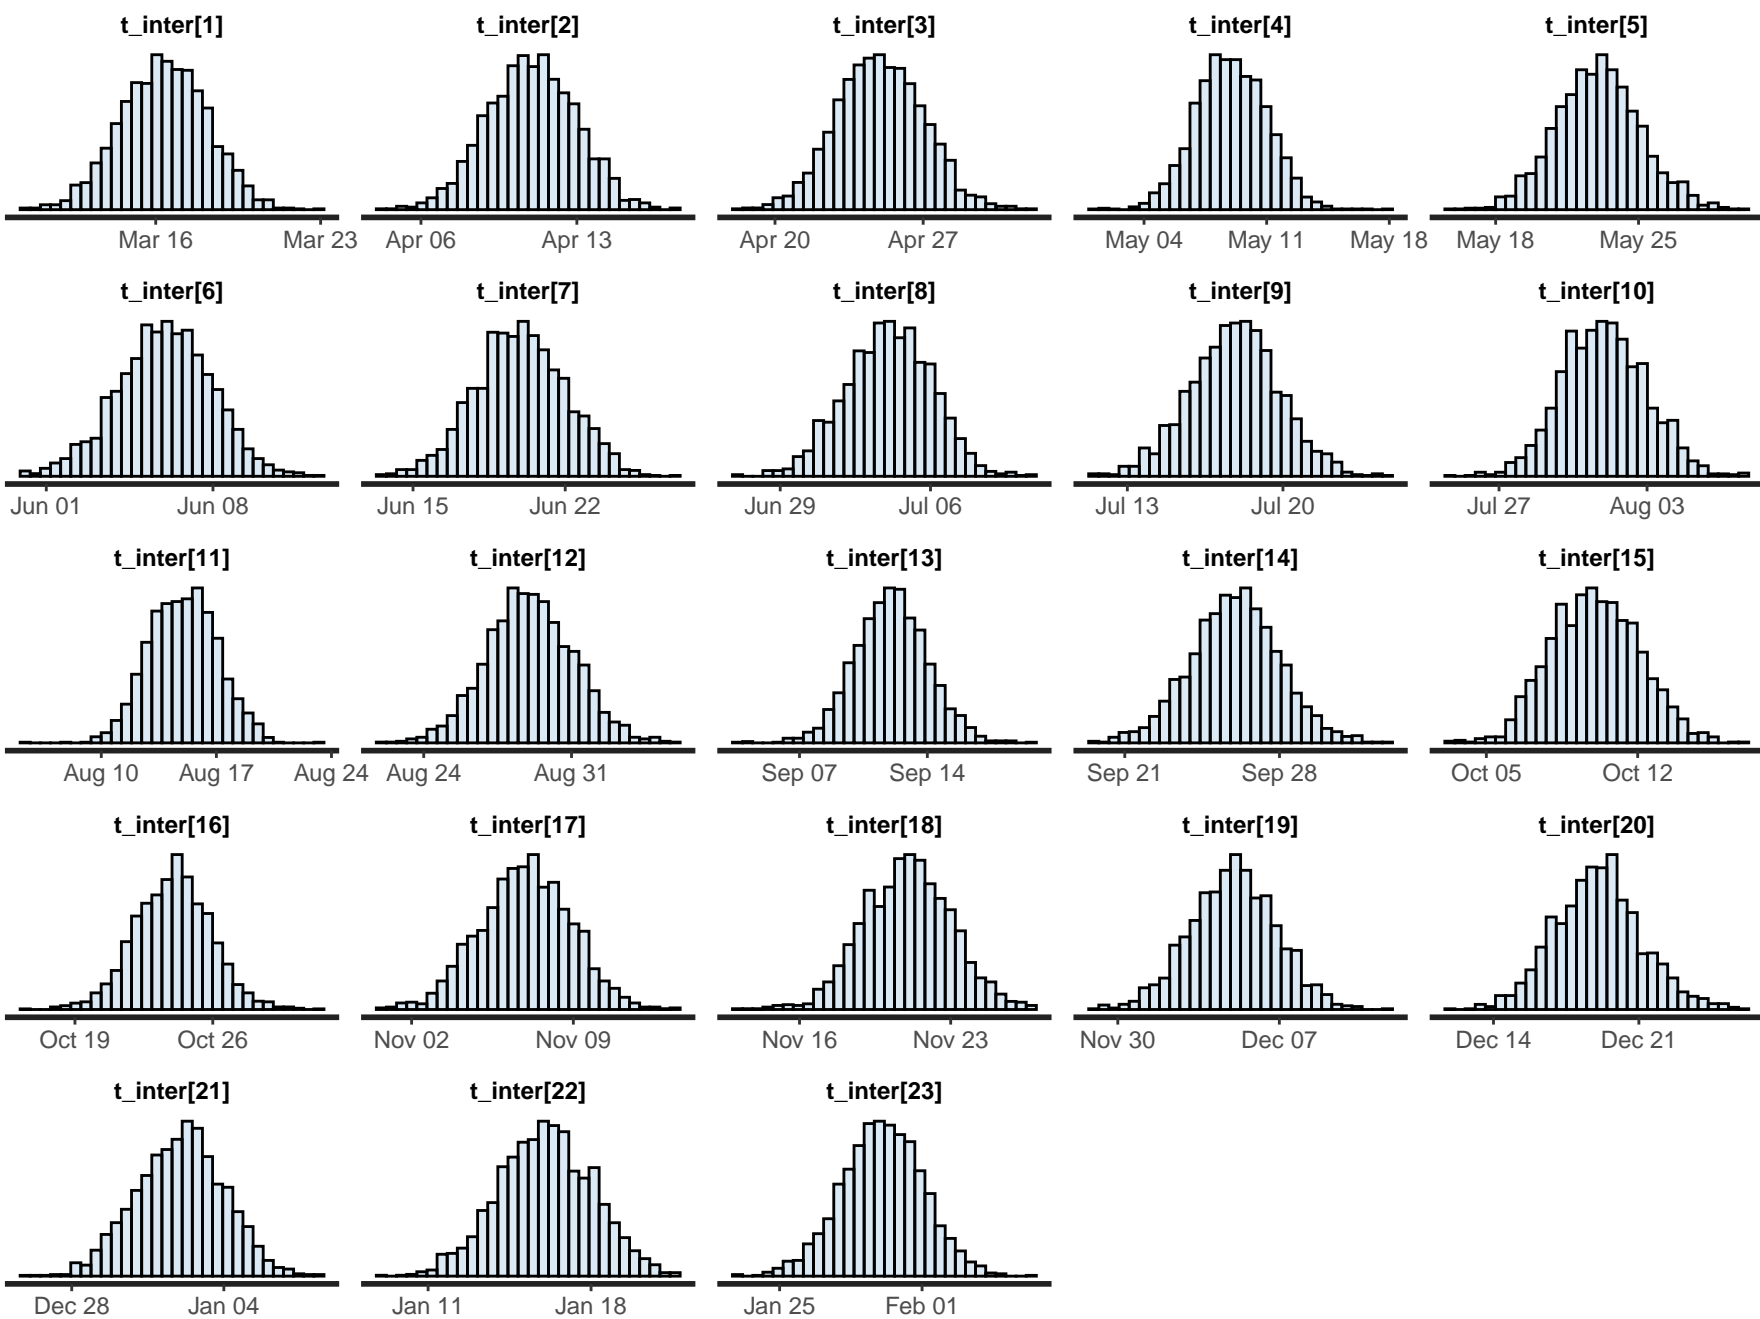 t_inter[1] t_inter[2] t_inter[3] t_inter[4] t_inter[5]
Mar 16 Mar 23 Apr 06 Apr 13 Apr 20 Apr 27 May 04 May 11 May 18 May 18 May 25
t_inter[6] t_inter[7] t_inter[8] t_inter[9] t_inter[10]
Jun 01 Jun 08 Jun 15 Jun 22 Jun 29 Jul 06 Jul 13 Jul 20 Jul 27 Aug 03
t_inter[11] t_inter[12] t_inter[13] t_inter[14] t_inter[15]
Aug 10 Aug 17 Aug 24 Aug 24 Aug 31 Sep 07 Sep 14 Sep 21 Sep 28 Oct 05 Oct 12
t_inter[16] t_inter[17] t_inter[18] t_inter[19] t_inter[20]
Oct 19 Oct 26 Nov 02 Nov 09 Nov 16 Nov 23 Nov 30 Dec 07 Dec 14 Dec 21
t_inter[21] t_inter[22] t_inter[23]
Dec 28 Jan 04 Jan 11 Jan 18 Jan 25 Feb 01